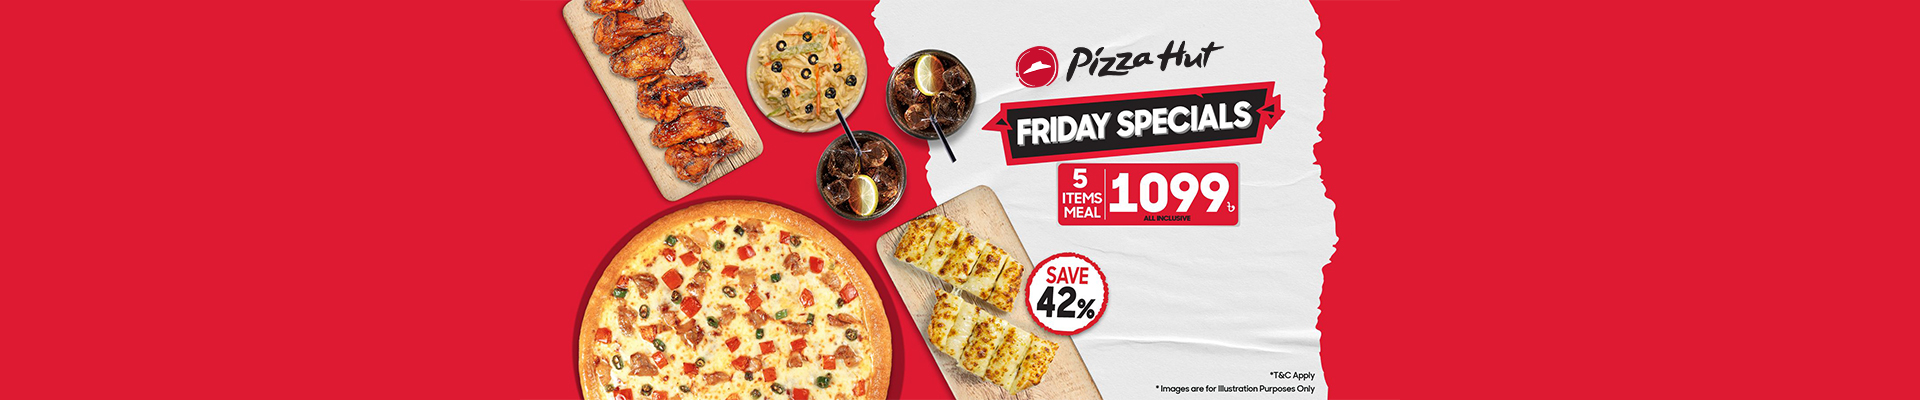 Pizza Hut
FRIDAY SPECIALS
5
ITEMS
MEAL
1099৳
ALL INCLUSIVE
SAVE
42%
*T&C Apply
* Images are for Illustration Purposes Only